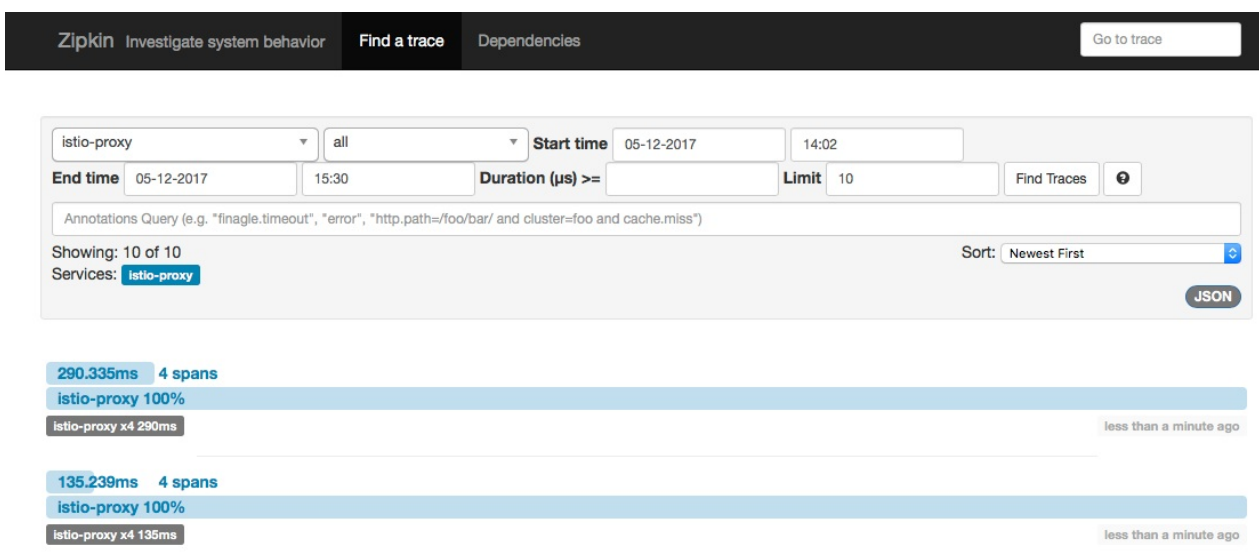 Zipkin Investigate system behavior Find a trace Dependencies Go to trace
istio-proxy all Start time 05-12-2017 14:02
End time 05-12-2017 15:30 Duration (μs) >= Limit 10 Find Traces ?
Annotations Query (e.g. "finagle.timeout", "error", "http.path=/foo/bar/ and cluster=foo and cache.miss")
Showing: 10 of 10 Sort: Newest First
Services: istio-proxy
JSON
290.335ms 4 spans
istio-proxy 100%
istio-proxy x4 290ms less than a minute ago
135.239ms 4 spans
istio-proxy 100%
istio-proxy x4 135ms less than a minute ago